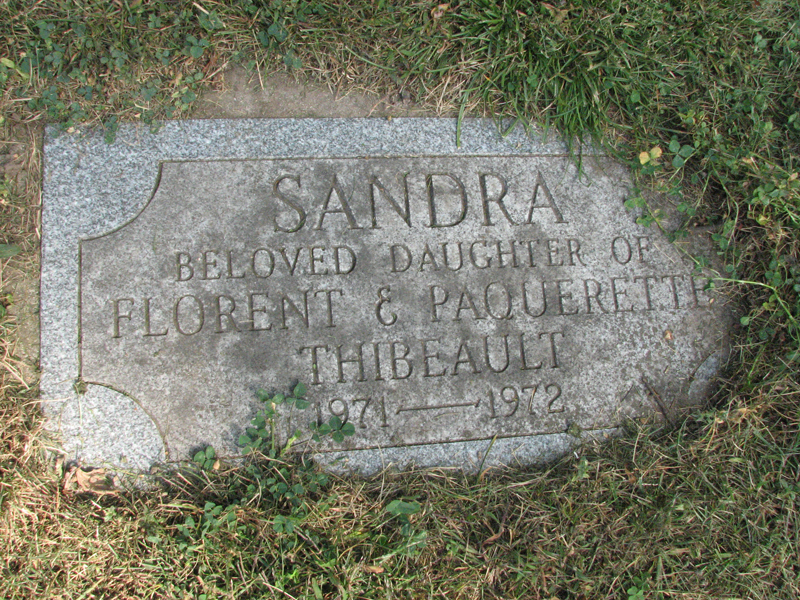 SANDRA
BELOVED DAUGHTER OF
FLORENT & PAQUERETTE
THIBEAULT
1971 — 1972